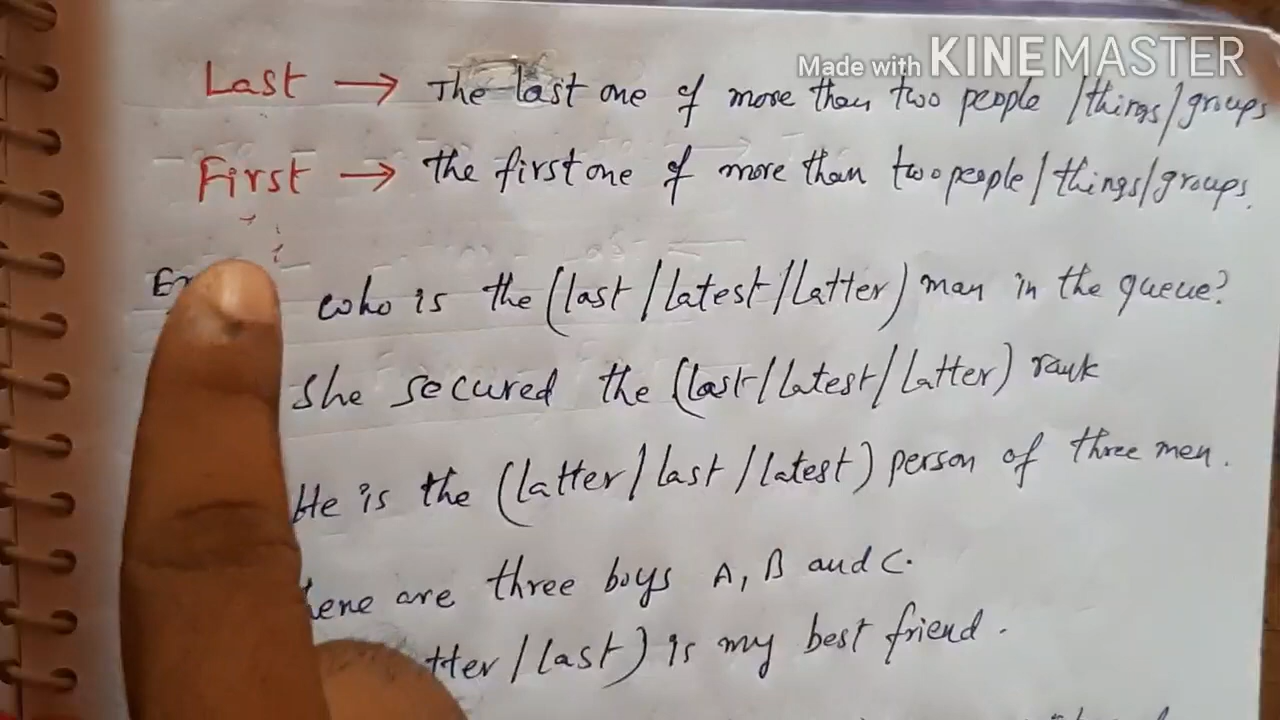 Made with KINEMASTER
Last → The last one of more than two people /things/groups
First → the first one of more than two people/things/groups.
who is the (last/latest/latter) man in the queue?
She secured the (last/latest/latter) rank
He is the (latter/last/latest) person of three men.
are three boys A, B and C.
/last) is my best friend.